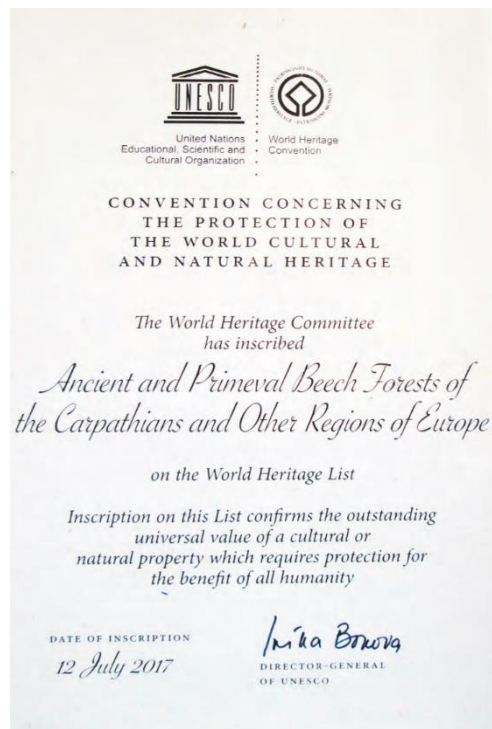 UNESCO
United Nations
Educational, Scientific and
Cultural Organization
World Heritage
Convention
CONVENTION CONCERNING
THE PROTECTION OF
THE WORLD CULTURAL
AND NATURAL HERITAGE
The World Heritage Committee
has inscribed
Ancient and Primeval Beech Forests of
the Carpathians and Other Regions of Europe
on the World Heritage List
Inscription on this List confirms the outstanding
universal value of a cultural or
natural property which requires protection for
the benefit of all humanity
DATE OF INSCRIPTION
12 July 2017
DIRECTOR-GENERAL
OF UNESCO